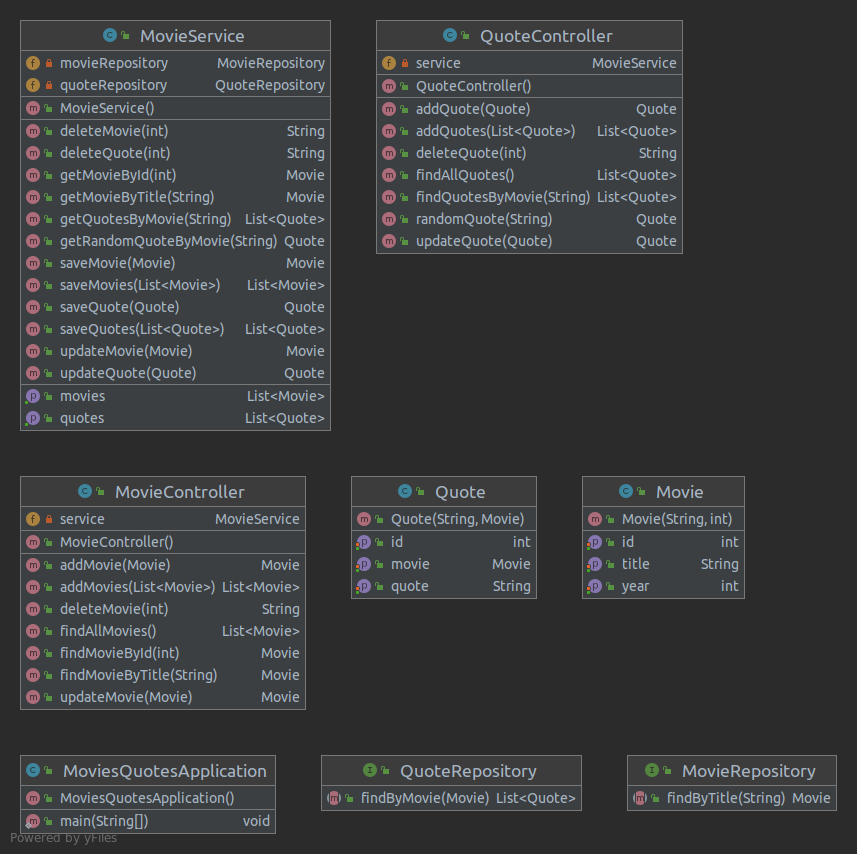 MovieService
movieRepository MovieRepository
quoteRepository QuoteRepository
MovieService()
deleteMovie(int) String
deleteQuote(int) String
getMovieById(int) Movie
getMovieByTitle(String) Movie
getQuotesByMovie(String) List<Quote>
getRandomQuoteByMovie(String) Quote
saveMovie(Movie) Movie
saveMovies(List<Movie>) List<Movie>
saveQuote(Quote) Quote
saveQuotes(List<Quote>) List<Quote>
updateMovie(Movie) Movie
updateQuote(Quote) Quote
movies List<Movie>
quotes List<Quote>
QuoteController
service MovieService
QuoteController()
addQuote(Quote) Quote
addQuotes(List<Quote>) List<Quote>
deleteQuote(int) String
findAllQuotes() List<Quote>
findQuotesByMovie(String) List<Quote>
randomQuote(String) Quote
updateQuote(Quote) Quote
MovieController
service MovieService
MovieController()
addMovie(Movie) Movie
addMovies(List<Movie>) List<Movie>
deleteMovie(int) String
findAllMovies() List<Movie>
findMovieById(int) Movie
findMovieByTitle(String) Movie
updateMovie(Movie) Movie
Quote
Quote(String, Movie)
id int
movie Movie
quote String
Movie
Movie(String, int)
id int
title String
year int
MoviesQuotesApplication
MoviesQuotesApplication()
main(String[]) void
QuoteRepository
findByMovie(Movie) List<Quote>
MovieRepository
findByTitle(String) Movie
Powered by yFiles